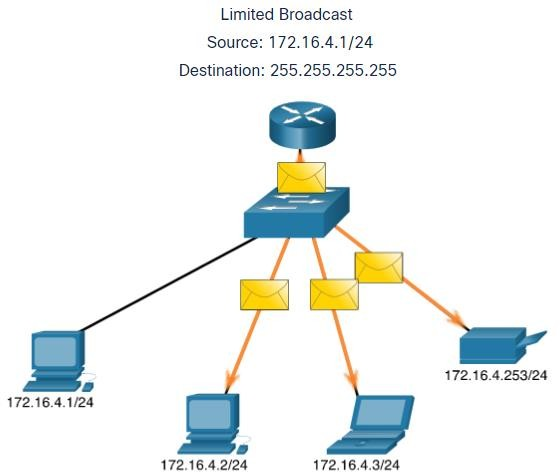 Limited Broadcast
Source: 172.16.4.1/24
Destination: 255.255.255.255
172.16.4.253/24
172.16.4.1/24
172.16.4.2/24
172.16.4.3/24